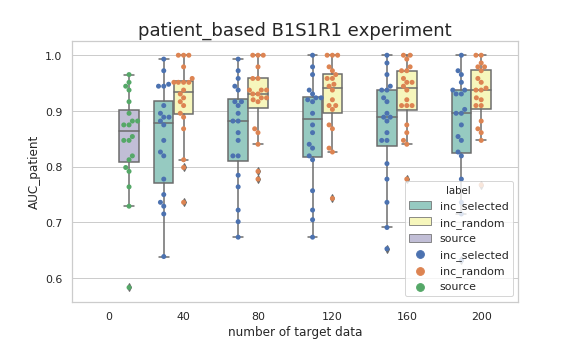 patient_based B1S1R1 experiment
1.0
0.9
0.8
0.7
0.6
AUC_patient
0
40
80
120
160
200
number of target data
label
inc_selected
inc_random
source
inc_selected
inc_random
source